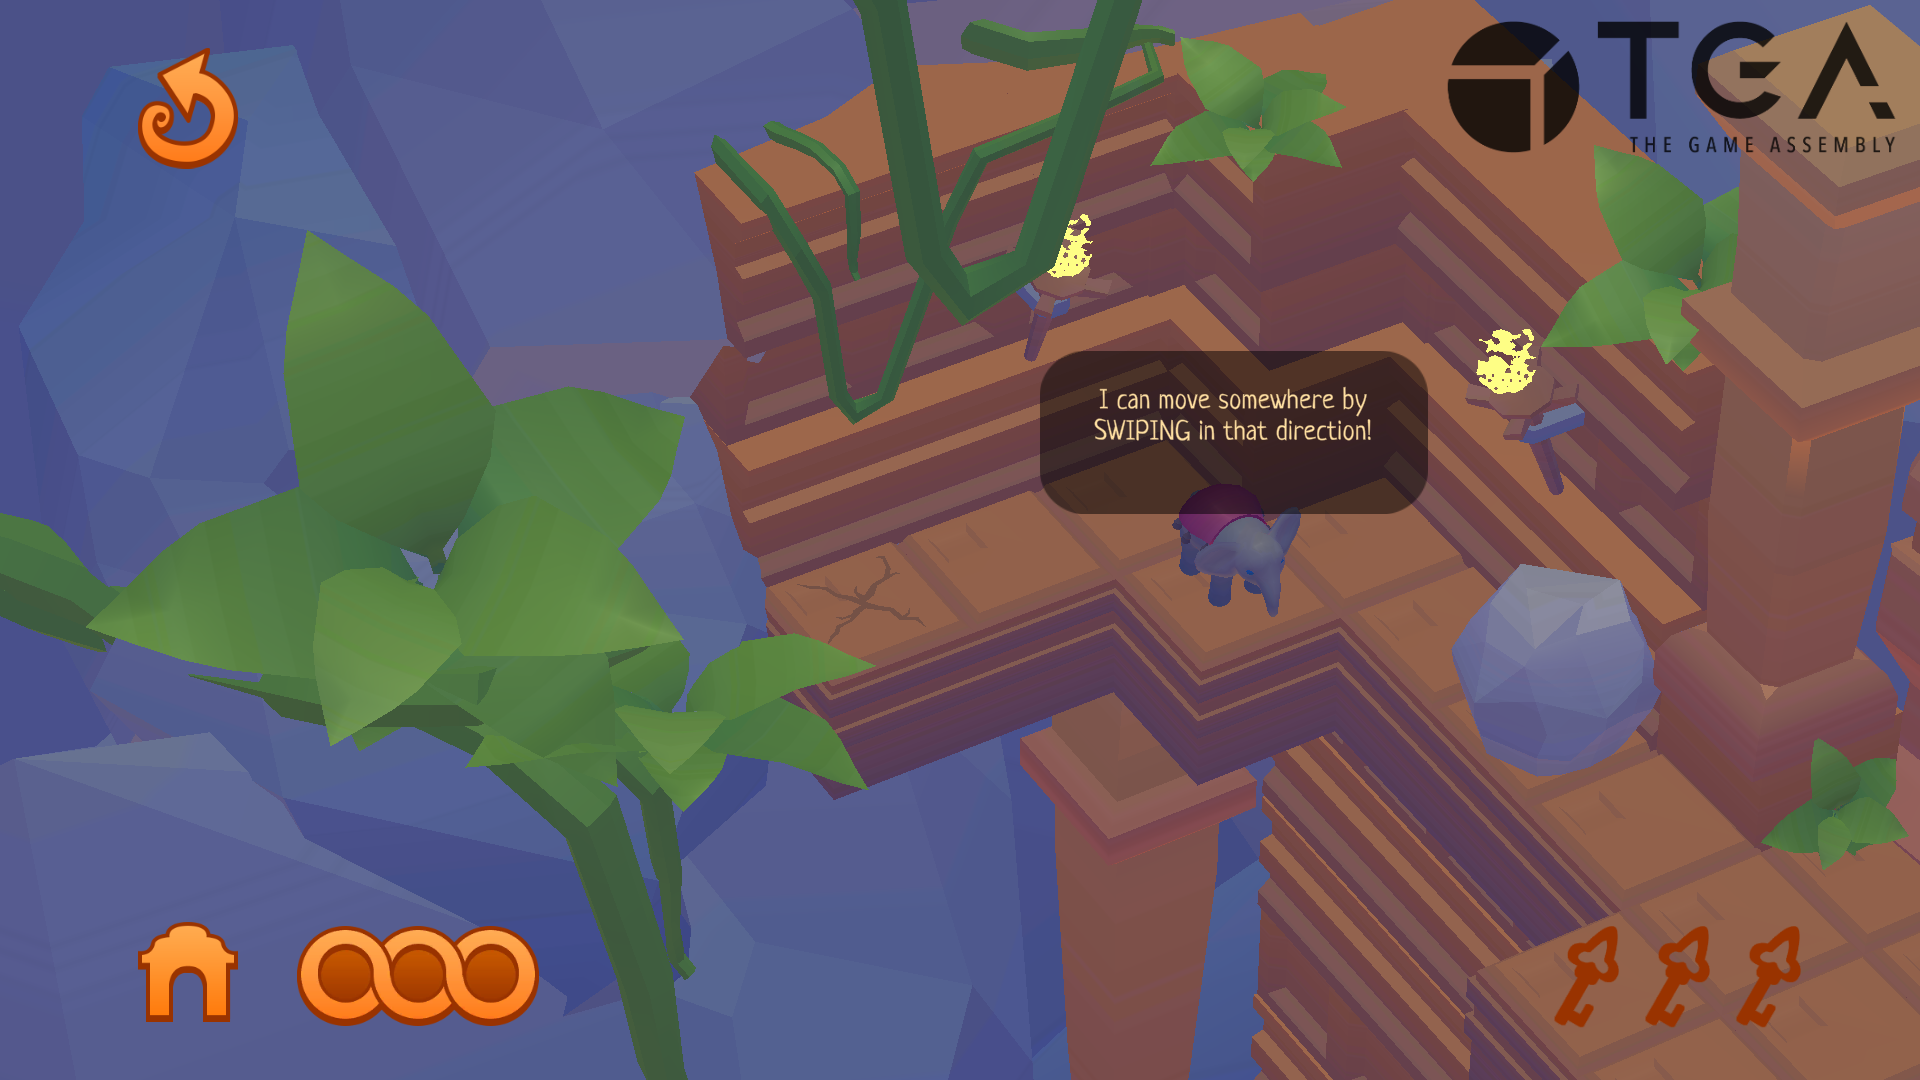 TGA
THE GAME ASSEMBLY
I can move somewhere by
SWIPING in that direction!